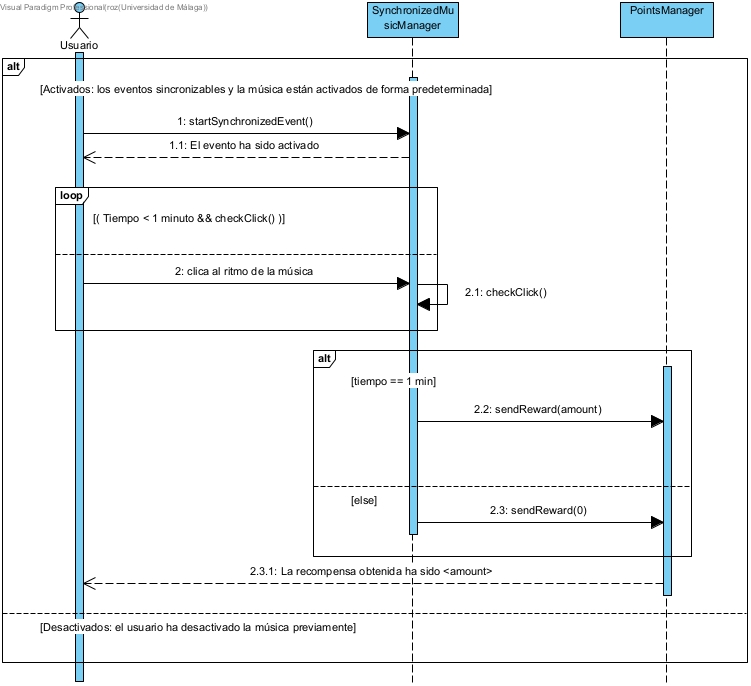 Visual Paradigm Professional(roz(Universidad de Málaga))
Usuario
SynchronizedMu
sicManager
PointsManager
alt
[Activados: los eventos sincronizables y la música están activados de forma predeterminada]
1: startSynchronizedEvent()
1.1: El evento ha sido activado
loop
[( Tiempo < 1 minuto && checkClick() )]
2: clica al ritmo de la música
2.1: checkClick()
alt
[tiempo == 1 min]
2.2: sendReward(amount)
[else]
2.3: sendReward(0)
2.3.1: La recompensa obtenida ha sido <amount>
[Desactivados: el usuario ha desactivado la música previamente]